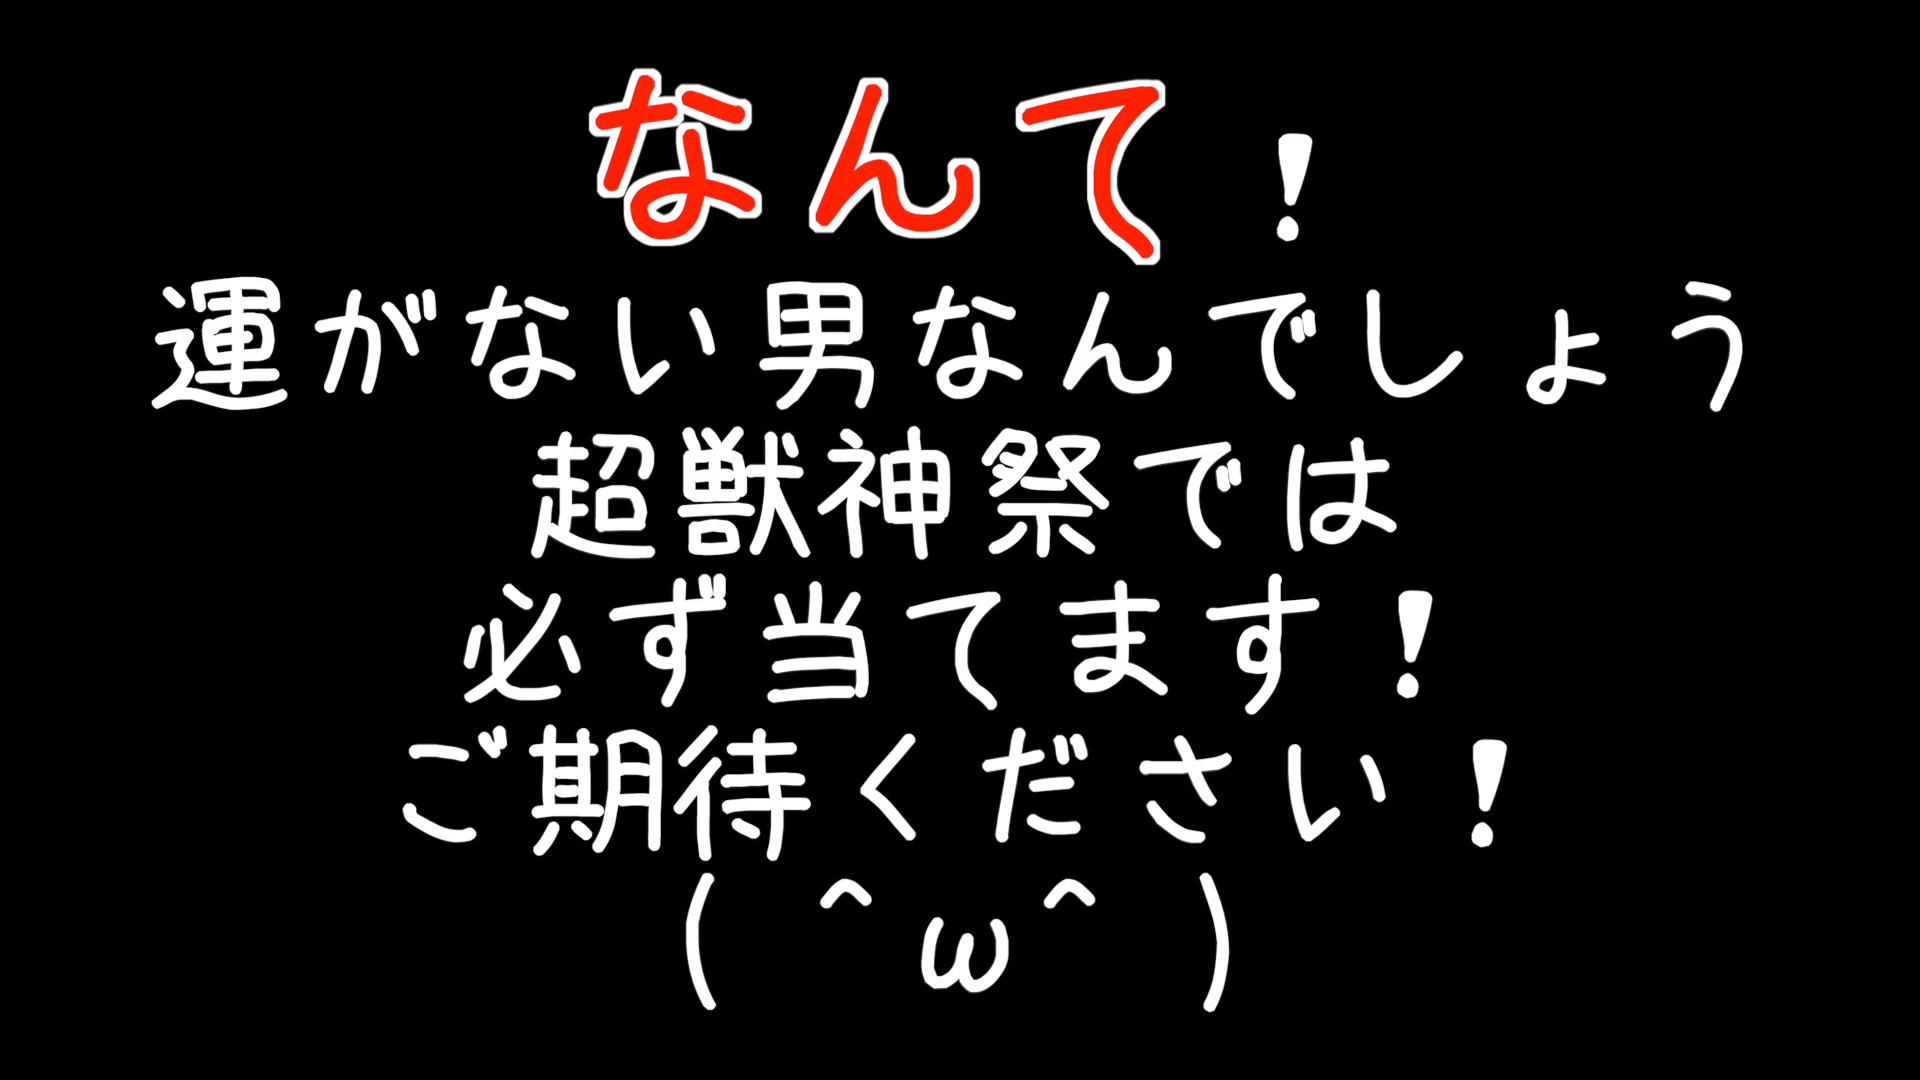 なんて！
運がない男なんでしょう
超獣神祭では
必ず当てます！
ご期待ください！
(＾ω＾)